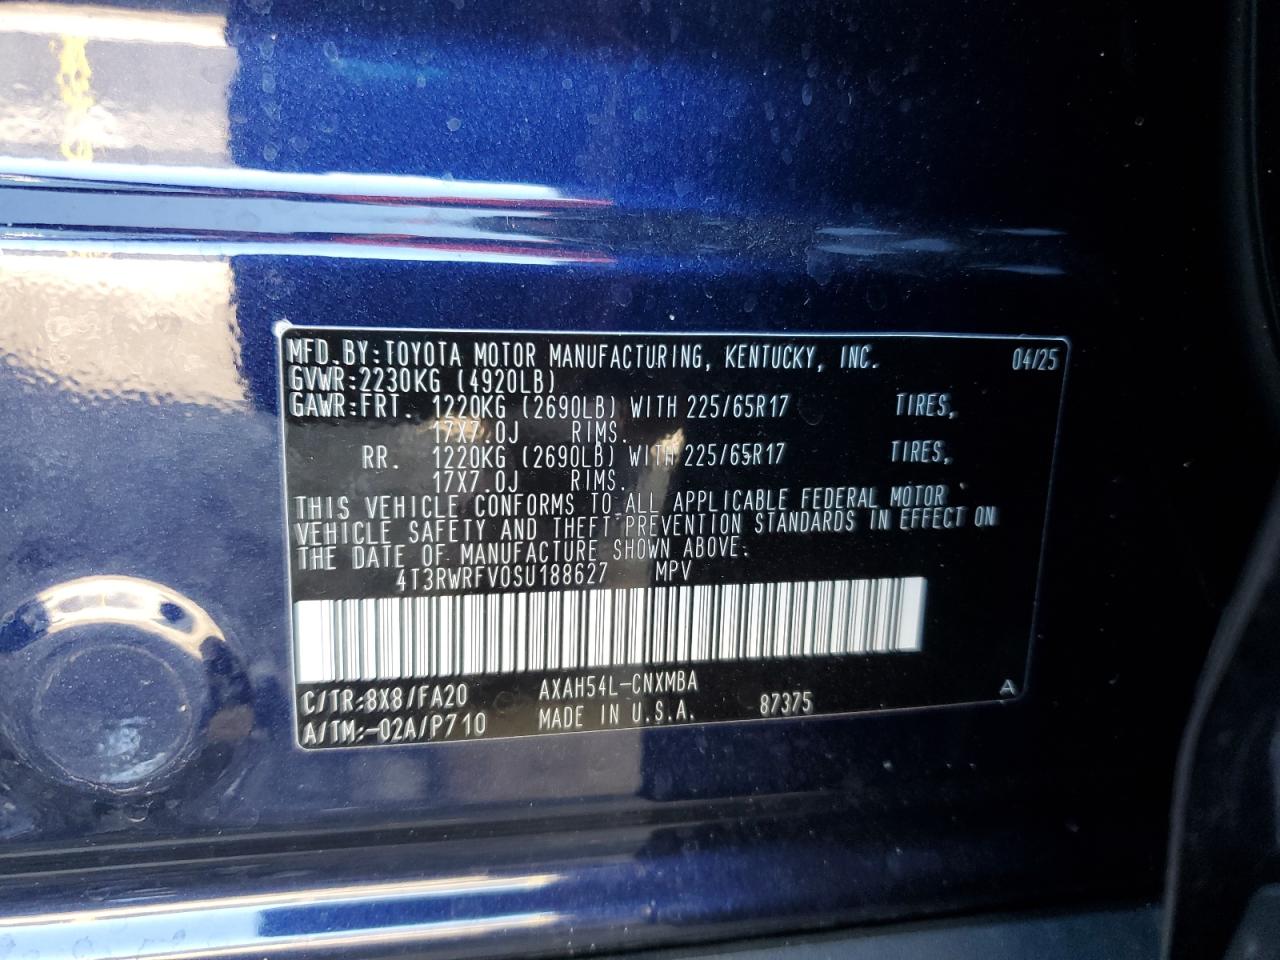 MFD.BY:TOYOTA MOTOR MANUFACTURING, KENTUCKY, INC. 04/25
GVWR:2230KG (4920LB)
GAWR:FRT. 1220KG (2690LB) WITH 225/65R17 TIRES,
17X7.0J RIMS.
RR. 1220KG (2690LB) WITH 225/65R17 TIRES,
17X7.0J RIMS.
THIS VEHICLE CONFORMS TO ALL APPLICABLE FEDERAL MOTOR
VEHICLE SAFETY AND THEFT PREVENTION STANDARDS IN EFFECT ON
THE DATE OF MANUFACTURE SHOWN ABOVE.
4T3RWRFV0SU188627 MPV
C/TR:8X8/FA20 AXAH54L-CNXMBA
A/TM:-02A/P710 MADE IN U.S.A. 87375 A